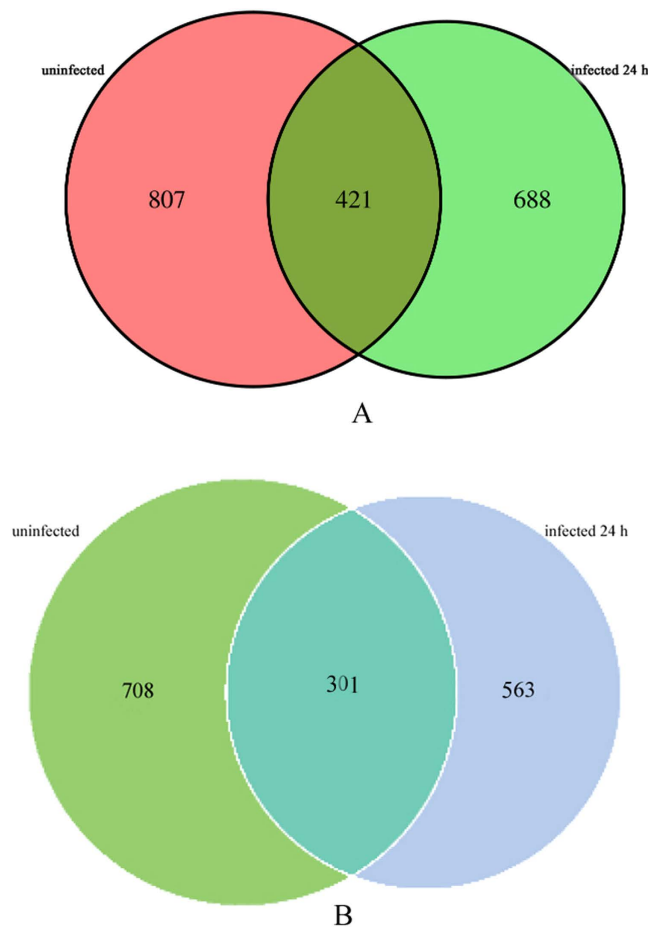 uninfected
infected 24 h
807
421
688
A
uninfected
infected 24 h
708
301
563
B